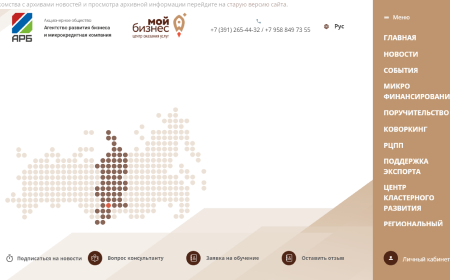 комства с архивами новостей и просмотра архивной информации перейдите на старую версию сайта.
АРБ
Акционерное общество
Агентство развития бизнеса
и микрокредитная компания
мой
бизнес
центр оказания услуг
+7 (391) 265-44-32 / +7 958 849 73 55
Рус
Меню
ГЛАВНАЯ
НОВОСТИ
СОБЫТИЯ
МИКРО
ФИНАНСИРОВАНИ
ПОРУЧИТЕЛЬСТВО
КОВОРКИНГ
РЦПП
ПОДДЕРЖКА
ЭКСПОРТА
ЦЕНТР
КЛАСТЕРНОГО
РАЗВИТИЯ
РЕГИОНАЛЬНЫЙ
Подписаться на новости
Вопрос консультанту
Заявка на обучение
Оставить отзыв
Личный кабинет